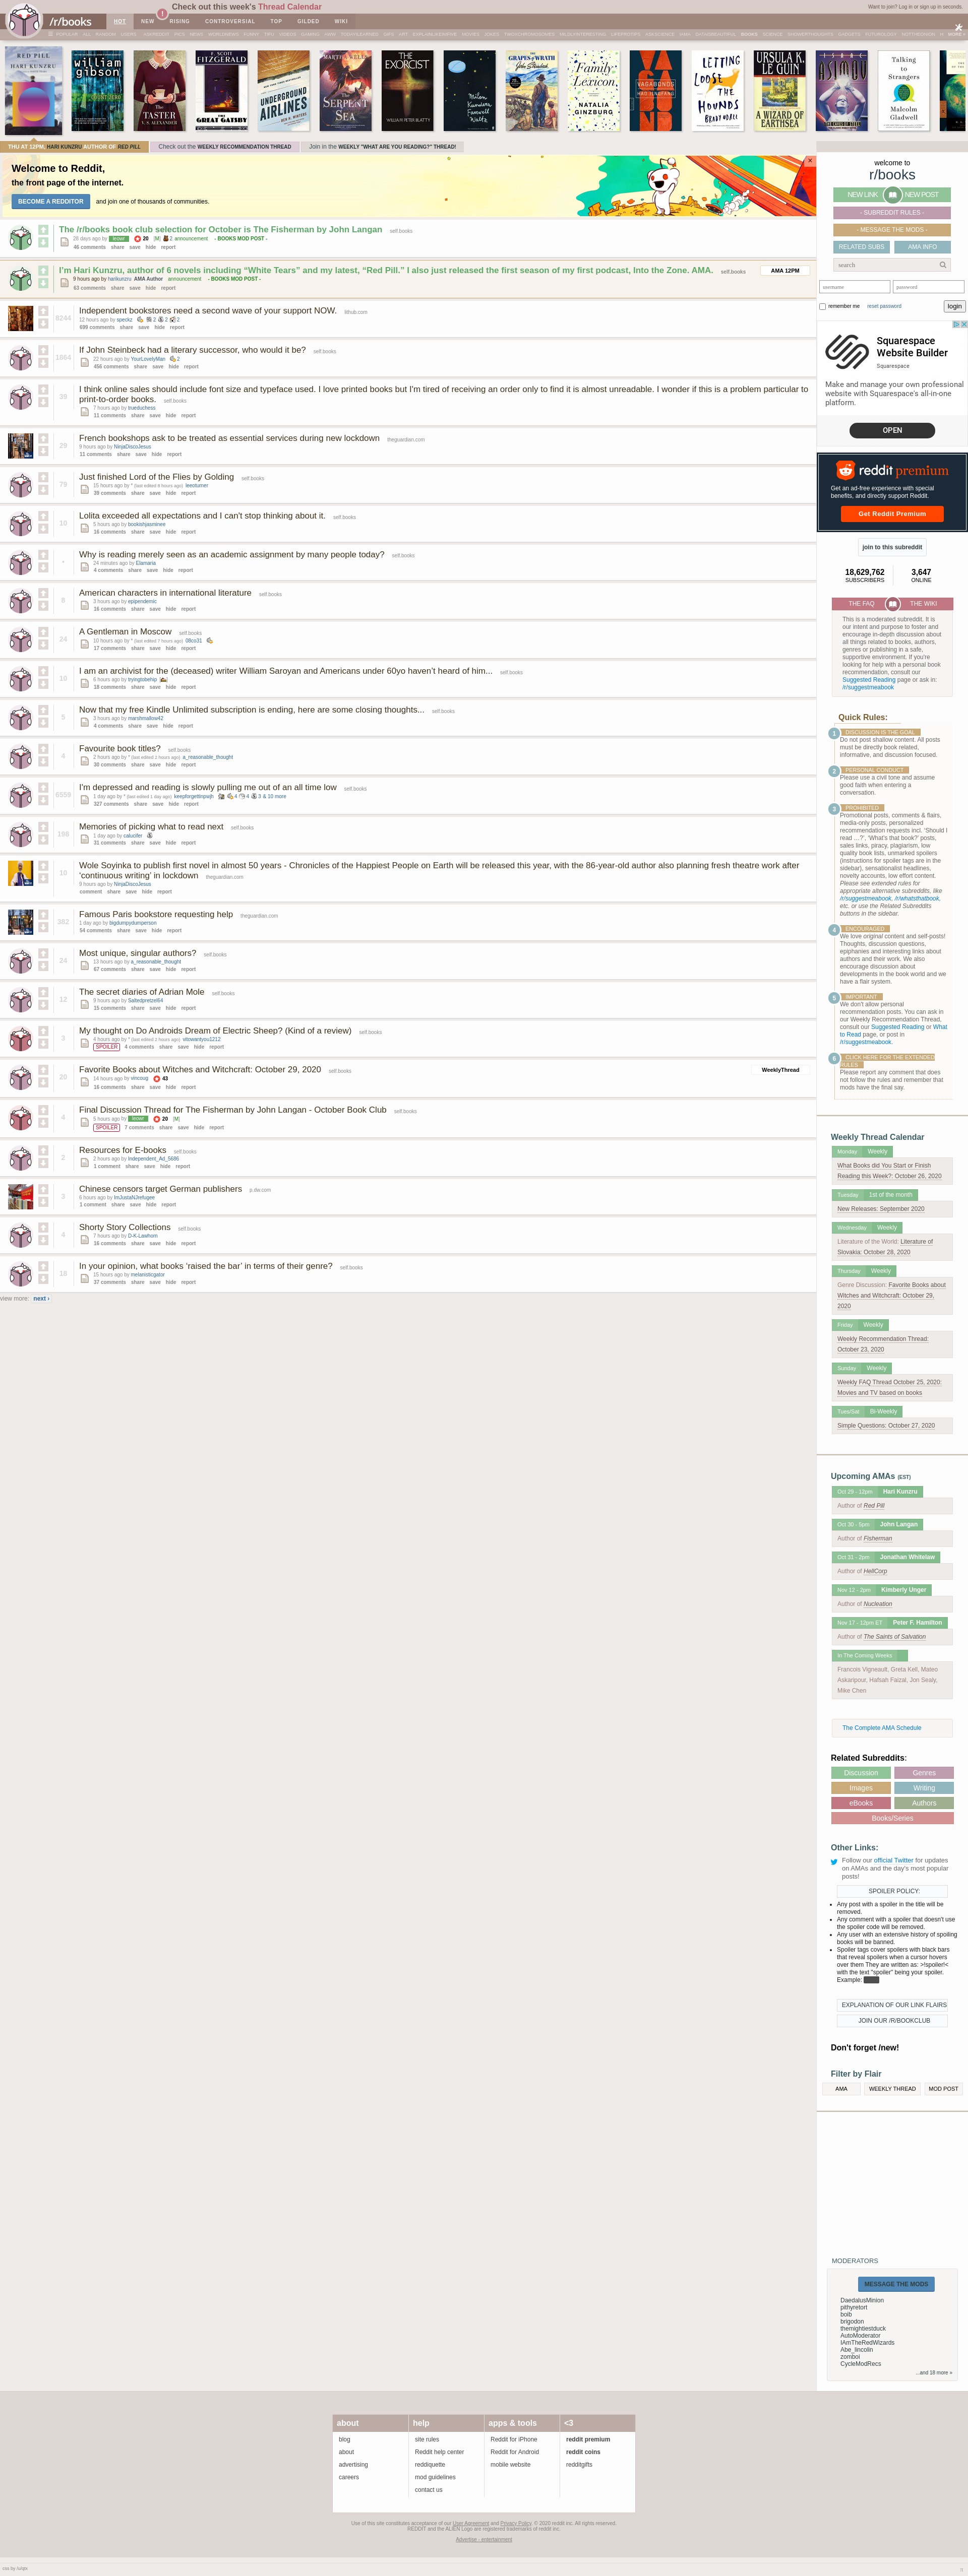 Check out this week's Thread Calendar
Want to join? Log in or sign up in seconds.
/r/books
HOT NEW RISING CONTROVERSIAL TOP GILDED WIKI
RED PILL HARI KUNZRU
william gibson
THE TASTER V. S. ALEXANDER
F. SCOTT FITZGERALD THE GREAT GATSBY
UNDERGROUND AIRLINES
MARTHA WELLS THE SERPENT SEA
THE EXORCIST WILLIAM PETER BLATTY
Milan Kundera Farewell Waltz
THE GRAPES of WRATH John Steinbeck
Family Lexicon NATALIA GINZBURG
VAGABONDS HAO JINGFANG
LETTING LOOSE THE HOUNDS BRADY UDALL
URSULA K. LE GUIN A WIZARD OF EARTHSEA
ASIMOV
Talking to Strangers Malcolm Gladwell
THU AT 12PM, HARI KUNZRU AUTHOR OF RED PILL
Check out the WEEKLY RECOMMENDATION THREAD
Join in the WEEKLY "WHAT ARE YOU READING?" THREAD!
Welcome to Reddit,
the front page of the internet.
BECOME A REDDITOR and join one of thousands of communities.
The /r/books book club selection for October is The Fisherman by John Langan self.books
28 days ago by leowr 20 [M] 2 announcement - BOOKS MOD POST -
46 comments share save hide report
I'm Hari Kunzru, author of 6 novels including “White Tears” and my latest, “Red Pill.” I also just released the first season of my first podcast, Into the Zone. AMA. self.books
AMA 12PM
9 hours ago by harikunzru AMA Author announcement - BOOKS MOD POST -
63 comments share save hide report
8244
Independent bookstores need a second wave of your support NOW. lithub.com
12 hours ago by speckz 2 2 2
699 comments share save hide report
1864
If John Steinbeck had a literary successor, who would it be? self.books
22 hours ago by YourLovelyMan 2
456 comments share save hide report
20
I think online sales should include font size and typeface used. I love printed books but I'm tired of receiving an order only to find it is almost unreadable. I wonder if this is a problem particular to
print-to-order books. self.books
7 hours ago by trueduchess
11 comments share save hide report
29
French bookshops ask to be treated as essential services during new lockdown theguardian.com
9 hours ago by NinjaDiscoJesus
11 comments share save hide report
79
Just finished Lord of the Flies by Golding self.books
15 hours ago by * (last edited 5 hours ago) leeoturner
39 comments share save hide report
10
Lolita exceeded all expectations and I can't stop thinking about it. self.books
5 hours ago by bookishjasminee
16 comments share save hide report
•
Why is reading merely seen as an academic assignment by many people today? self.books
24 minutes ago by Elamaria
4 comments share save hide report
8
American characters in international literature self.books
3 hours ago by epipendemic
16 comments share save hide report
34
A Gentleman in Moscow self.books
10 hours ago by * (last edited 7 hours ago) 08co31
17 comments share save hide report
10
I am an archivist for the (deceased) writer William Saroyan and Americans under 60yo haven't heard of him... self.books
6 hours ago by tryingtobehip
18 comments share save hide report
5
Now that my free Kindle Unlimited subscription is ending, here are some closing thoughts... self.books
3 hours ago by marshmallow42
4 comments share save hide report
4
Favourite book titles? self.books
2 hours ago by * (last edited 2 hours ago) a_reasonable_thought
30 comments share save hide report
6559
I'm depressed and reading is slowly pulling me out of an all time low self.books
1 day ago by * (last edited 1 day ago) keepforgettinpwjh 4 4 3 & 10 more
327 comments share save hide report
198
Memories of picking what to read next self.books
1 day ago by calucifer
31 comments share save hide report
10
Wole Soyinka to publish first novel in almost 50 years - Chronicles of the Happiest People on Earth will be released this year, with the 86-year-old author also planning fresh theatre work after
‘continuous writing’ in lockdown theguardian.com
9 hours ago by NinjaDiscoJesus
comment share save hide report
382
Famous Paris bookstore requesting help theguardian.com
1 day ago by bigdumpydumperson
54 comments share save hide report
24
Most unique, singular authors? self.books
13 hours ago by a_reasonable_thought
67 comments share save hide report
12
The secret diaries of Adrian Mole self.books
9 hours ago by Saltedpretzel64
15 comments share save hide report
3
My thought on Do Androids Dream of Electric Sheep? (Kind of a review) self.books
4 hours ago by * (last edited 2 hours ago) vitowantyou1212
SPOILER 4 comments share save hide report
20
Favorite Books about Witches and Witchcraft: October 29, 2020 self.books
WeeklyThread
14 hours ago by vincoug 43
16 comments share save hide report
4
Final Discussion Thread for The Fisherman by John Langan - October Book Club self.books
5 hours ago by leowr 20 [M]
SPOILER 7 comments share save hide report
2
Resources for E-books self.books
2 hours ago by Independent_Ad_5686
1 comment share save hide report
3
Chinese censors target German publishers p.dw.com
6 hours ago by ImJustaNJrefugee
1 comment share save hide report
4
Shorty Story Collections self.books
7 hours ago by D-K-Lawhorn
16 comments share save hide report
18
In your opinion, what books ‘raised the bar’ in terms of their genre? self.books
15 hours ago by melanisticgator
37 comments share save hide report
view more: next ›
welcome to
r/books
NEW LINK NEW POST
- SUBREDDIT RULES -
- MESSAGE THE MODS -
RELATED SUBS AMA INFO
search
username password
remember me reset password login
Squarespace
Website Builder
Squarespace
Make and manage your own professional
website with Squarespace's all-in-one
platform.
OPEN
reddit premium
Get an ad-free experience with special
benefits, and directly support Reddit.
Get Reddit Premium
join to this subreddit
18,629,762 3,647
SUBSCRIBERS ONLINE
THE FAQ THE WIKI
This is a moderated subreddit. It is
our intent and purpose to foster and
encourage in-depth discussion about
all things related to books, authors,
genres or publishing in a safe,
supportive environment. If you're
looking for help with a personal book
recommendation, consult our
Suggested Reading page or ask in:
/r/suggestmeabook
Quick Rules:
1 DISCUSSION IS THE GOAL
Do not post shallow content. All posts
must be directly book related,
informative, and discussion focused.
2 PERSONAL CONDUCT
Please use a civil tone and assume
good faith when entering a
conversation.
3 PROHIBITED
Promotional posts, comments & flairs,
media-only posts, personalized
recommendation requests incl. 'Should I
read …?', 'What's that book?' posts,
sales links, piracy, plagiarism, low
quality book lists, unmarked spoilers
(instructions for spoiler tags are in the
sidebar), sensationalist headlines,
novelty accounts, low effort content.
Please see extended rules for
appropriate alternative subreddits, like
/r/suggestmeabook, /r/whatsthatbook,
etc. or use the Related Subreddits
buttons in the sidebar.
4 ENCOURAGED
We love original content and self-posts!
Thoughts, discussion questions,
epiphanies and interesting links about
authors and their work. We also
encourage discussion about
developments in the book world and we
have a flair system.
5 IMPORTANT
We don't allow personal
recommendation posts. You can ask in
our Weekly Recommendation Thread,
consult our Suggested Reading or What
to Read page, or post in
/r/suggestmeabook.
6 CLICK HERE FOR THE EXTENDED
RULES
Please report any comment that does
not follow the rules and remember that
mods have the final say.
Weekly Thread Calendar
Monday Weekly
What Books did You Start or Finish
Reading this Week?: October 26, 2020
Tuesday 1st of the month
New Releases: September 2020
Wednesday Weekly
Literature of the World: Literature of
Slovakia: October 28, 2020
Thursday Weekly
Genre Discussion: Favorite Books about
Witches and Witchcraft: October 29,
2020
Friday Weekly
Weekly Recommendation Thread:
October 23, 2020
Sunday Weekly
Weekly FAQ Thread October 25, 2020:
Movies and TV based on books
Tues/Sat Bi-Weekly
Simple Questions: October 27, 2020
Upcoming AMAs (EST)
Oct 29 - 12pm Hari Kunzru
Author of Red Pill
Oct 30 - 5pm John Langan
Author of Fisherman
Oct 31 - 2pm Jonathan Whitelaw
Author of HellCorp
Nov 12 - 2pm Kimberly Unger
Author of Nucleation
Nov 17 - 12pm ET Peter F. Hamilton
Author of The Saints of Salvation
In The Coming Weeks
Francois Vigneault, Greta Kell, Mateo
Askaripour, Hafsah Faizal, Jon Sealy,
Mike Chen
The Complete AMA Schedule
Related Subreddits:
Discussion Genres
Images Writing
eBooks Authors
Books/Series
Other Links:
Follow our official Twitter for updates
on AMAs and the day's most popular
posts!
SPOILER POLICY:
Any post with a spoiler in the title will be
removed.
Any comment with a spoiler that doesn't use
the spoiler code will be removed.
Any user with an extensive history of spoiling
books will be banned.
Spoiler tags cover spoilers with black bars
that reveal spoilers when a cursor hovers
over them They are written as: >!spoiler!<
with the text "spoiler" being your spoiler.
Example:
EXPLANATION OF OUR LINK FLAIRS
JOIN OUR /R/BOOKCLUB
Don't forget /new!
Filter by Flair
AMA WEEKLY THREAD MOD POST
MODERATORS
MESSAGE THE MODS
DaedalusMinion
pithyretort
boib
brigodon
themightiestduck
AutoModerator
IAmTheRedWizards
Abe_lincolin
zomboi
CycleModRecs
...and 18 more »
about help apps & tools <3
blog site rules Reddit for iPhone reddit premium
about Reddit help center Reddit for Android reddit coins
advertising reddiquette mobile website redditgifts
careers mod guidelines
contact us
Use of this site constitutes acceptance of our User Agreement and Privacy Policy. © 2020 reddit inc. All rights reserved.
REDDIT and the ALIEN Logo are registered trademarks of reddit inc.
Advertise - entertainment